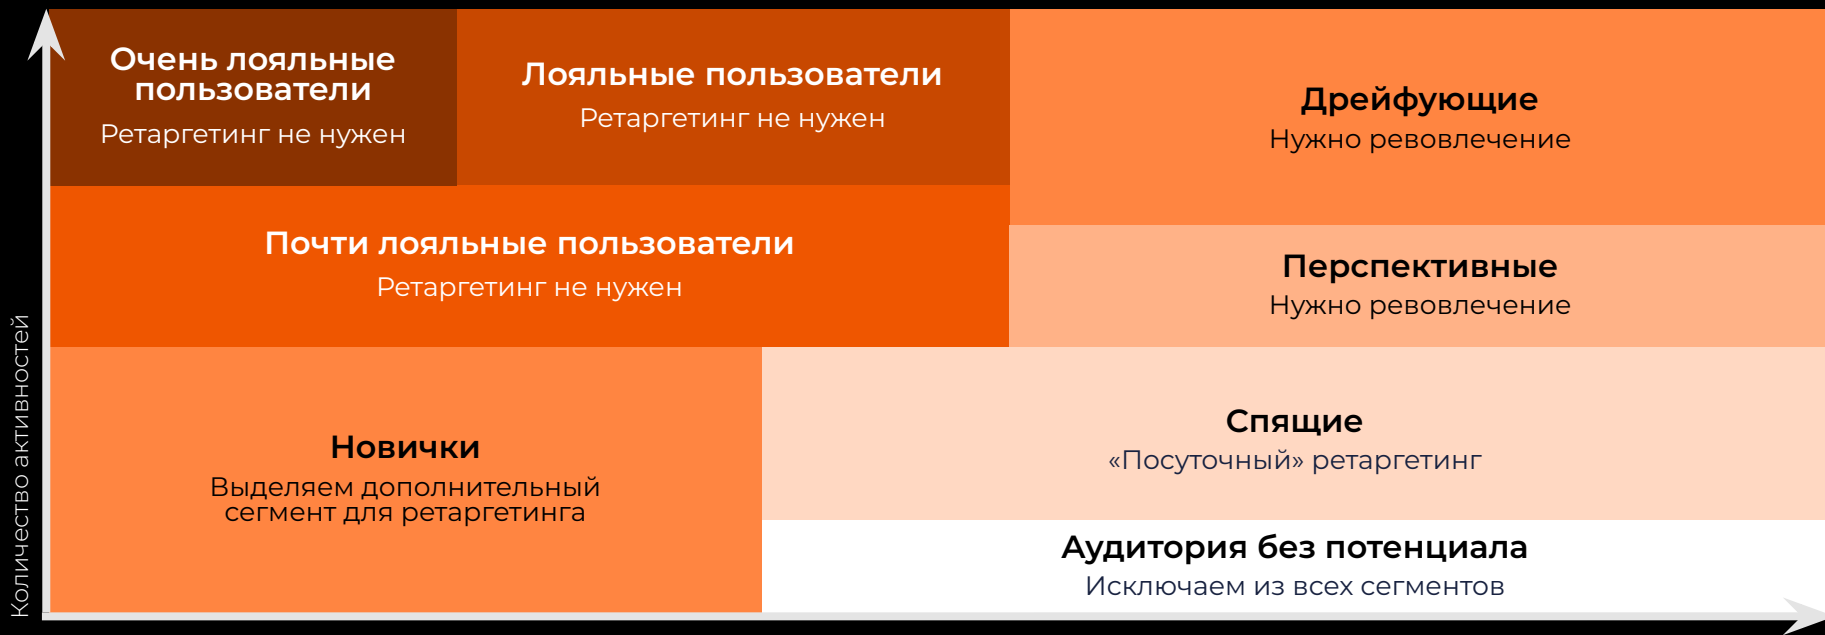 Очень лояльные
пользователи
Ретаргетинг не нужен
Лояльные пользователи
Ретаргетинг не нужен
Дрейфующие
Нужно ревовлечение
Почти лояльные пользователи
Ретаргетинг не нужен
Перспективные
Нужно ревовлечение
Новички
Выделяем дополнительный
сегмент для ретаргетинга
Спящие
«Посуточный» ретаргетинг
Аудитория без потенциала
Исключаем из всех сегментов
Количество активностей